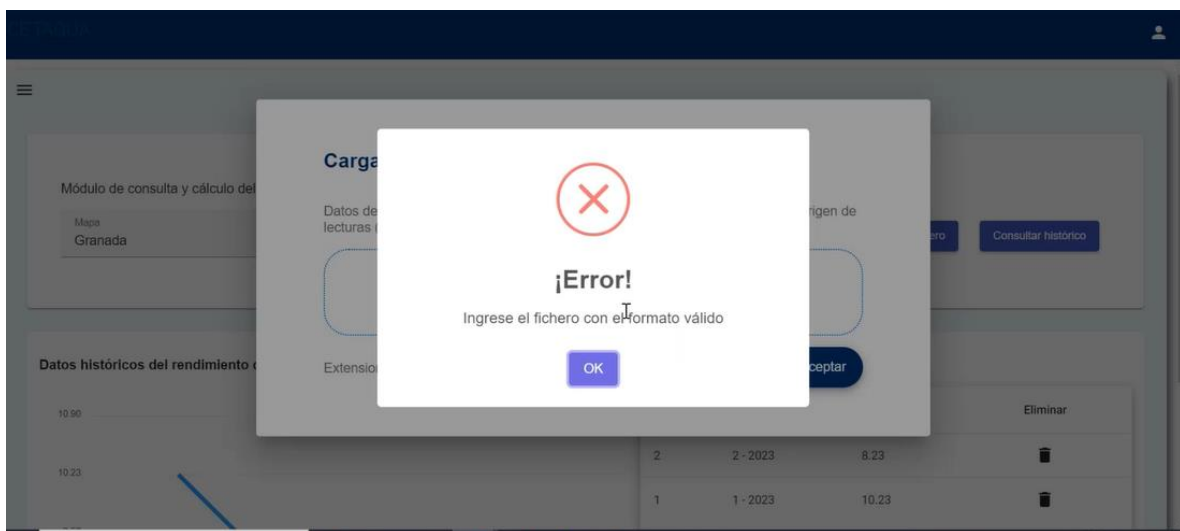 CETAQUA
Módulo de consulta y cálculo del
Mapa
Granada
Carga
Datos de
rigen de
lecturas
ero
Consultar histórico
¡Error!
Ingrese el fichero con el formato válido
OK
Extensio
ceptar
Datos históricos del rendimiento
Eliminar
10.90
10.23
2 2 - 2023 8.23
1 1 - 2023 10.23